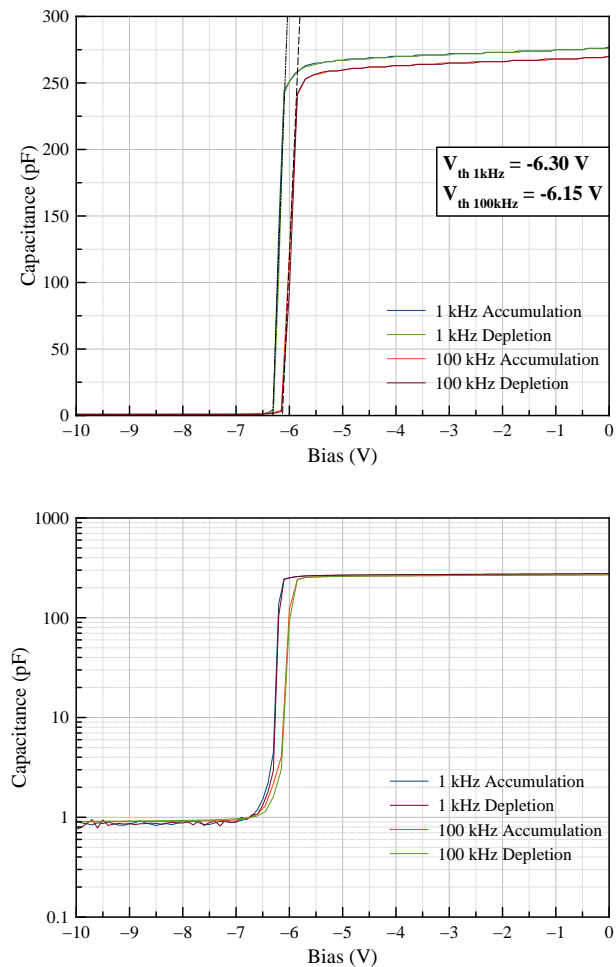 300
250
200
150
100
50
0
Capacitance (pF)
V th 1kHz = -6.30 V
V th 100kHz = -6.15 V
1 kHz Accumulation
1 kHz Depletion
100 kHz Accumulation
100 kHz Depletion
−10 −9 −8 −7 −6 −5 −4 −3 −2 −1 0
Bias (V)
1000
100
10
1
0.1
Capacitance (pF)
1 kHz Accumulation
1 kHz Depletion
100 kHz Accumulation
100 kHz Depletion
−10 −9 −8 −7 −6 −5 −4 −3 −2 −1 0
Bias (V)